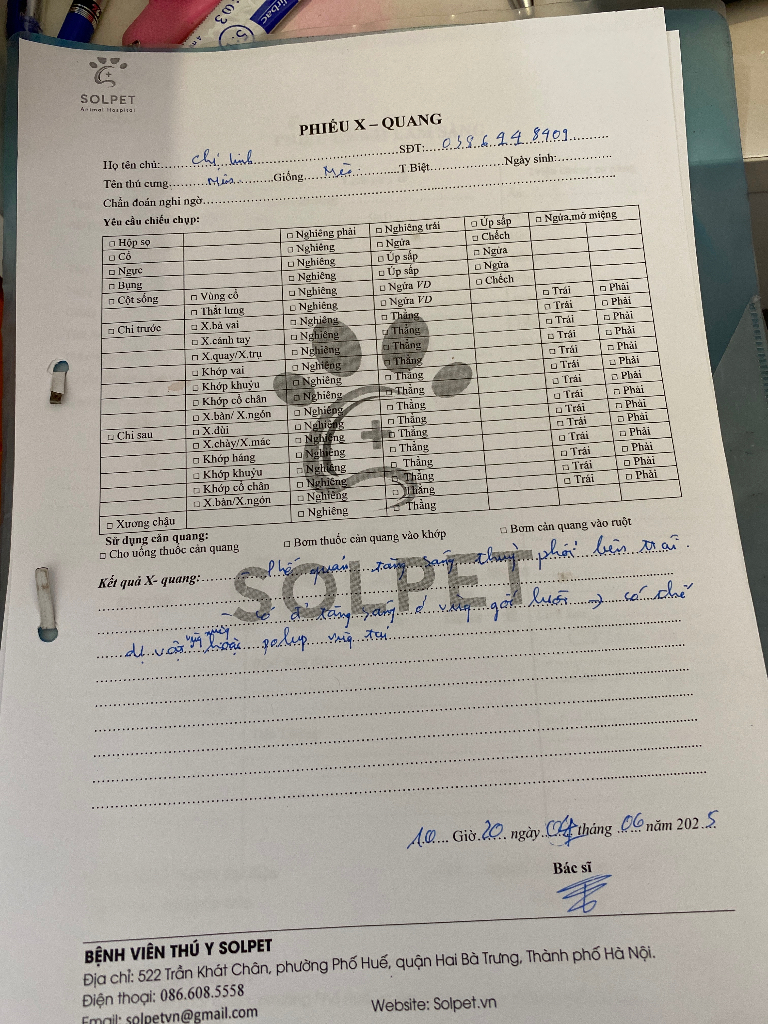 SOLPET
Animal Hospital
PHIẾU X – QUANG
Họ tên chủ: Chị Linh SĐT: 0386 4 4 8909
Tên thú cưng Giống Mèo T.Biệt Ngày sinh:
Chẩn đoán nghi ngờ
Yêu cầu chiếu chụp:
□ Hộp sọ □ Nghiêng phải □ Nghiêng trái □ Úp sấp □ Ngửa,mở miệng
□ Cổ □ Nghiêng □ Ngửa □ Chếch
□ Ngực □ Nghiêng □ Úp sấp □ Ngửa
□ Bụng □ Nghiêng □ Úp sấp □ Ngửa
□ Cột sống □ Vùng cổ □ Nghiêng □ Ngửa VD □ Chếch
□ Thắt lưng □ Nghiêng □ Ngửa VD □ Trái □ Phải
□ Chi trước □ X.bả vai □ Nghiêng □ Thẳng □ Trái □ Phải
□ X.cánh tay □ Nghiêng □ Thẳng □ Trái □ Phải
□ X.quay/X.trụ □ Nghiêng □ Thẳng □ Trái □ Phải
□ Khớp vai □ Nghiêng □ Thẳng □ Trái □ Phải
□ Khớp khuỷu □ Nghiêng □ Thẳng □ Trái □ Phải
□ Khớp cổ chân □ Nghiêng □ Thẳng □ Trái □ Phải
□ X.bàn/ X.ngón □ Nghiêng □ Thẳng □ Trái □ Phải
□ Chi sau □ X.đùi □ Nghiêng □ Thẳng □ Trái □ Phải
□ X.chày/X.mác □ Nghiêng □ Thẳng □ Trái □ Phải
□ Khớp háng □ Nghiêng □ Thẳng □ Trái □ Phải
□ Khớp khuỷu □ Nghiêng □ Thẳng □ Trái □ Phải
□ Khớp cổ chân □ Nghiêng □ Thẳng □ Trái □ Phải
□ X.bàn/X.ngón □ Nghiêng □ Thẳng
□ Xương chậu □ Nghiêng □ Thẳng
Sử dụng cản quang:
□ Cho uống thuốc cản quang □ Bơm thuốc cản quang vào khớp □ Bơm cản quang vào ruột
Kết quả X- quang: Phế quản tăng sáng thuỳ phổi bên trái.
SOLPET
- có tăng sáng ở vùng gốc lưỡi → có thể
dị vật hoặc polyp vùng
10 Giờ 20 ngày 04 tháng 06 năm 2025
Bác sĩ
BỆNH VIÊN THÚ Y SOLPET
Địa chỉ: 522 Trần Khát Chân, phường Phố Huế, quận Hai Bà Trưng, Thành phố Hà Nội.
Điện thoại: 086.608.5558
Website: Solpet.vn
Email: solpetvn@gmail.com